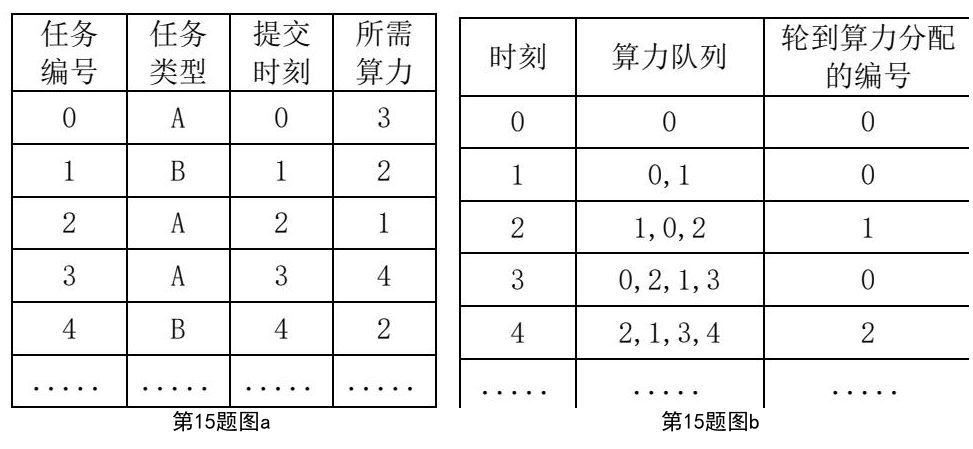 任务编号 任务类型 提交时刻 所需算力
0 A 0 3
1 B 1 2
2 A 2 1
3 A 3 4
4 B 4 2
..... ..... ..... .....
第15题图a
时刻 算力队列 轮到算力分配的编号
0 0 0
1 0,1 0
2 1,0,2 1
3 0,2,1,3 0
4 2,1,3,4 2
..... ..... .....
第15题图b